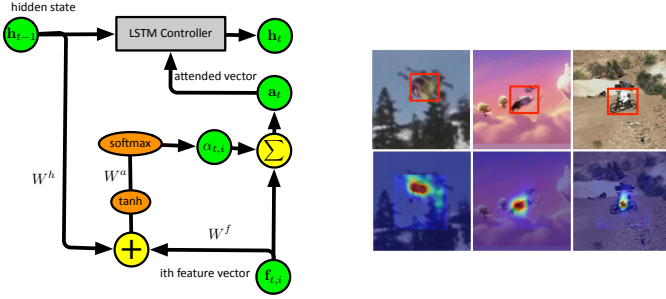 hidden state
h_{t−1}
LSTM Controller
h_t
attended vector
a_t
softmax
α_{t,i}
∑
W^h
W^a
tanh
W^f
+
ith feature vector
f_{t,i}